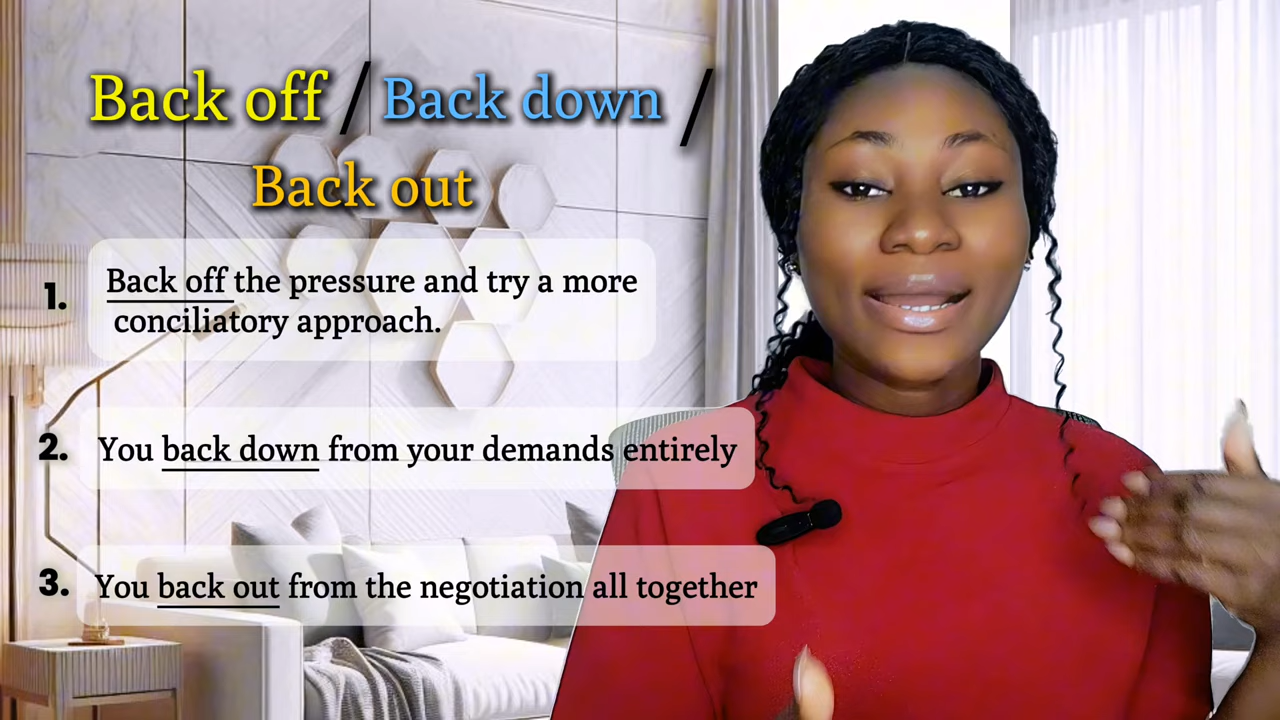 Back off / Back down /
Back out
1. Back off the pressure and try a more
conciliatory approach.
2. You back down from your demands entirely
3. You back out from the negotiation all together